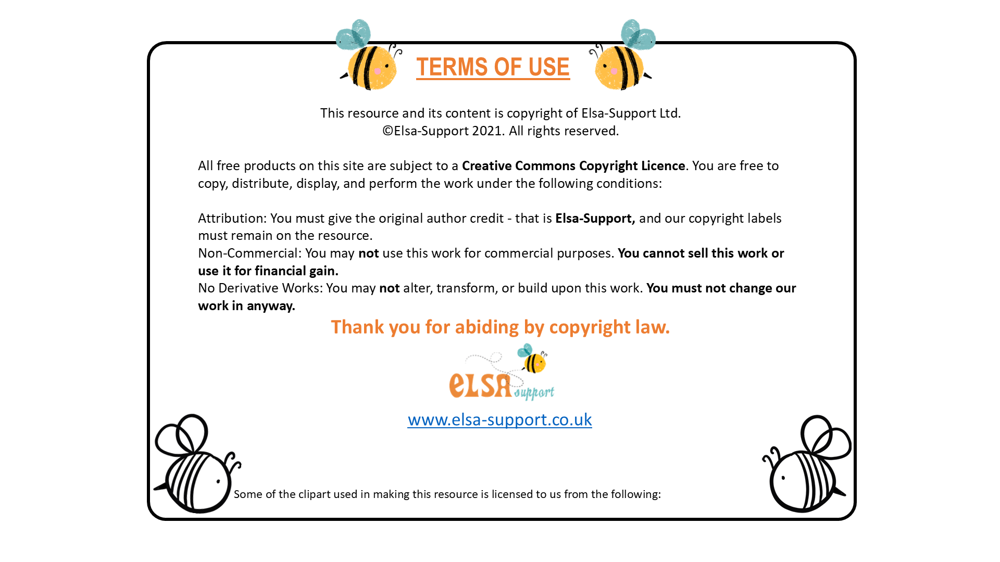 TERMS OF USE
This resource and its content is copyright of Elsa-Support Ltd.
©Elsa-Support 2021. All rights reserved.
All free products on this site are subject to a Creative Commons Copyright Licence. You are free to
copy, distribute, display, and perform the work under the following conditions:
Attribution: You must give the original author credit - that is Elsa-Support, and our copyright labels
must remain on the resource.
Non-Commercial: You may not use this work for commercial purposes. You cannot sell this work or
use it for financial gain.
No Derivative Works: You may not alter, transform, or build upon this work. You must not change our
work in anyway.
Thank you for abiding by copyright law.
eLSA support
www.elsa-support.co.uk
Some of the clipart used in making this resource is licensed to us from the following: